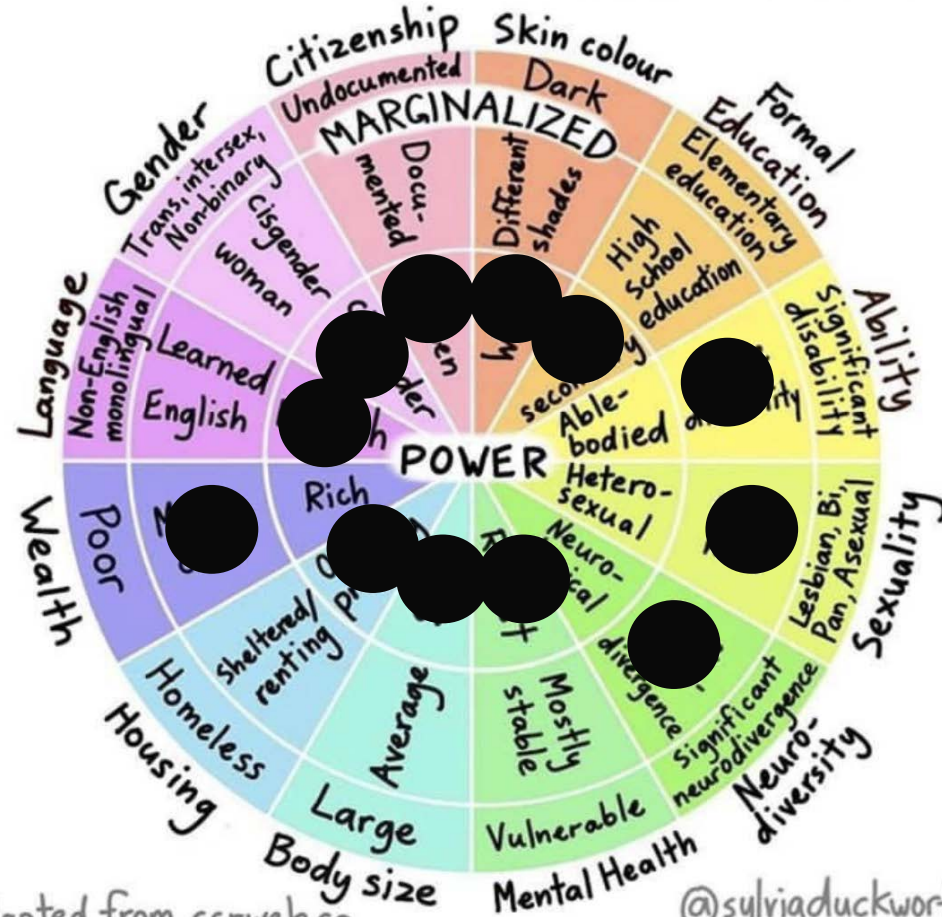 Citizenship
Undocumented
Docu-
mented
Skin colour
Dark
Different
shades
Formal
Education
Elementary
education
High
School
education
Ability
Significant
disability
Able-
bodied
Sexuality
Lesbian, Bi,
Pan, Asexual
Hetero-
sexual
Neuro-
diversity
Significant
neurodivergence
divergence
Neuro-
Mental Health
Vulnerable
Mostly
stable
Body size
Large
Average
Housing
Homeless
Sheltered/
renting
Wealth
Poor
Rich
Language
Non-English
monolingual
Learned
English
Gender
Trans, intersex,
Non-binary
cisgender
woman
MARGINALIZED
POWER
@sylviaduckwor